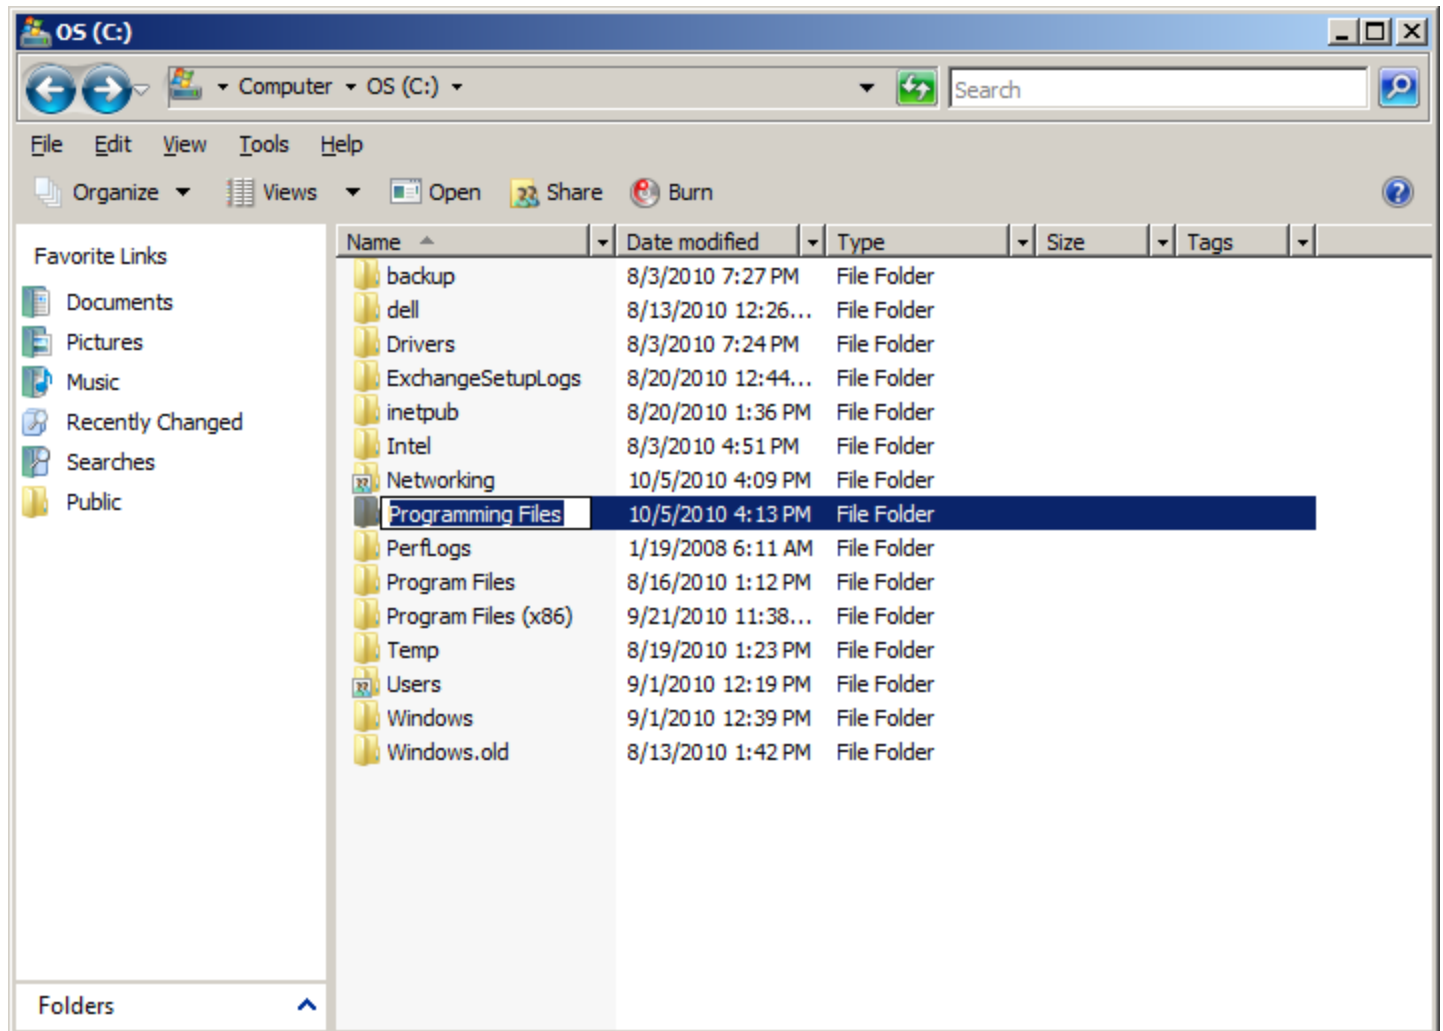 OS (C:)
Computer OS (C:) Search
File Edit View Tools Help
Organize Views Open Share Burn
Favorite Links
Documents
Pictures
Music
Recently Changed
Searches
Public
Folders
Name Date modified Type Size Tags
backup 8/3/2010 7:27 PM File Folder
dell 8/13/2010 12:26... File Folder
Drivers 8/3/2010 7:24 PM File Folder
ExchangeSetupLogs 8/20/2010 12:44... File Folder
inetpub 8/20/2010 1:36 PM File Folder
Intel 8/3/2010 4:51 PM File Folder
Networking 10/5/2010 4:09 PM File Folder
Programming Files 10/5/2010 4:13 PM File Folder
PerfLogs 1/19/2008 6:11 AM File Folder
Program Files 8/16/2010 1:12 PM File Folder
Program Files (x86) 9/21/2010 11:38... File Folder
Temp 8/19/2010 1:23 PM File Folder
Users 9/1/2010 12:19 PM File Folder
Windows 9/1/2010 12:39 PM File Folder
Windows.old 8/13/2010 1:42 PM File Folder